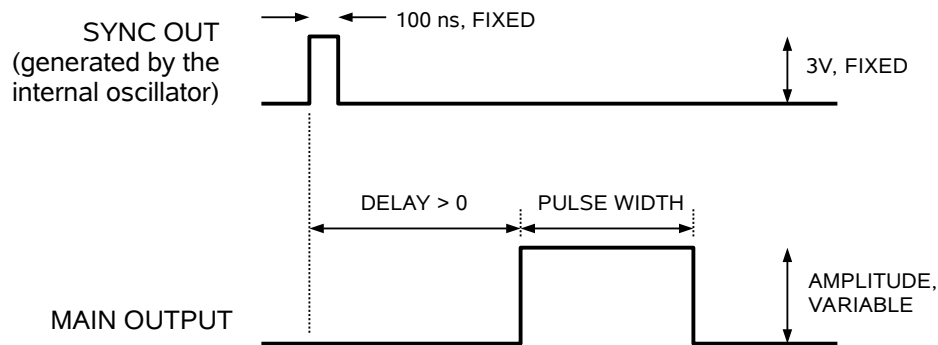 100 ns, FIXED
SYNC OUT
(generated by the
internal oscillator)
3V, FIXED
DELAY > 0
PULSE WIDTH
AMPLITUDE,
VARIABLE
MAIN OUTPUT